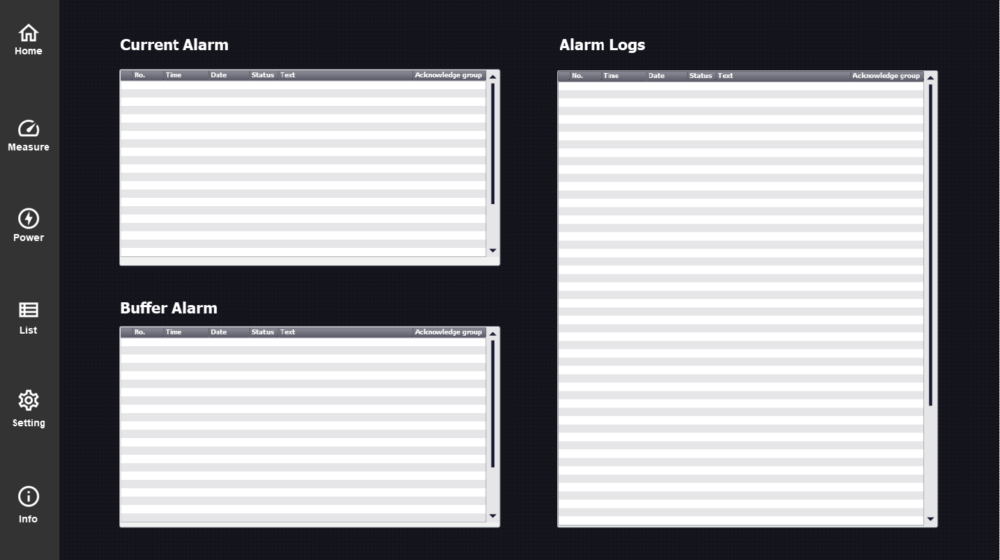 Home
Measure
Power
List
Setting
Info
Current Alarm
No. Time Date Status Text Acknowledge group
Buffer Alarm
No. Time Date Status Text Acknowledge group
Alarm Logs
No. Time Date Status Text Acknowledge group